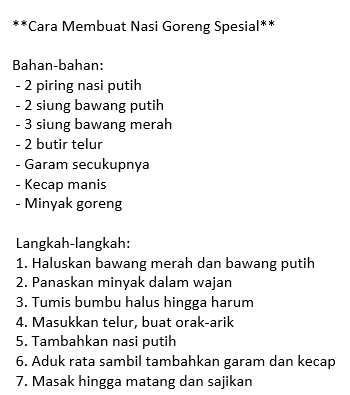 **Cara Membuat Nasi Goreng Spesial**

Bahan-bahan:
- 2 piring nasi putih
- 2 siung bawang putih
- 3 siung bawang merah
- 2 butir telur
- Garam secukupnya
- Kecap manis
- Minyak goreng

Langkah-langkah:
1. Haluskan bawang merah dan bawang putih
2. Panaskan minyak dalam wajan
3. Tumis bumbu halus hingga harum
4. Masukkan telur, buat orak-arik
5. Tambahkan nasi putih
6. Aduk rata sambil tambahkan garam dan kecap
7. Masak hingga matang dan sajikan